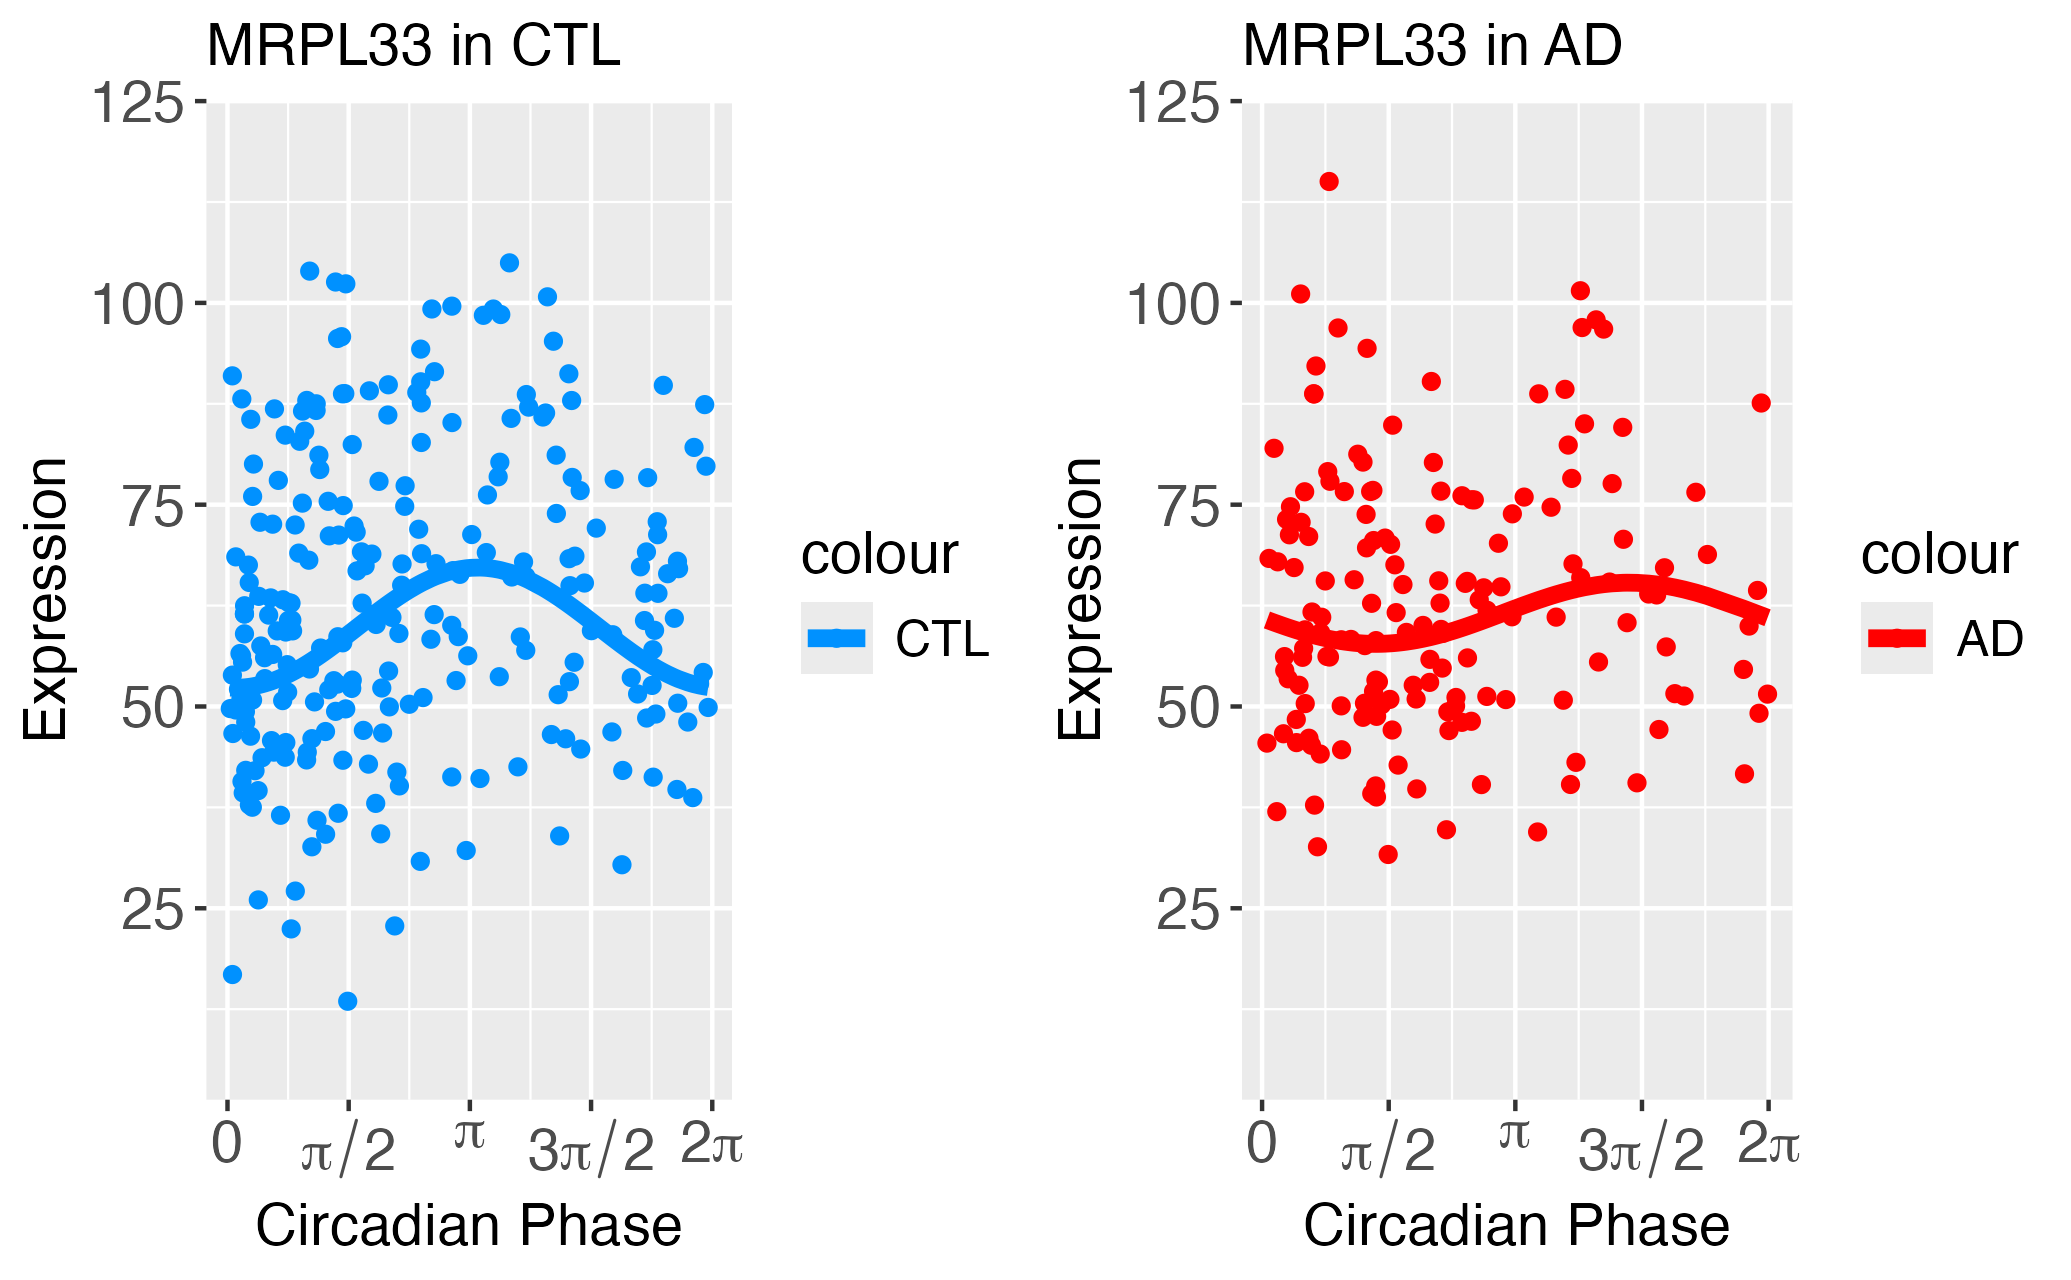 MRPL33 in CTL
125
100
75
50
25
Expression
0 π/2 π 3π/2 2π
Circadian Phase
colour
CTL
MRPL33 in AD
125
100
75
50
25
Expression
0 π/2 π 3π/2 2π
Circadian Phase
colour
AD